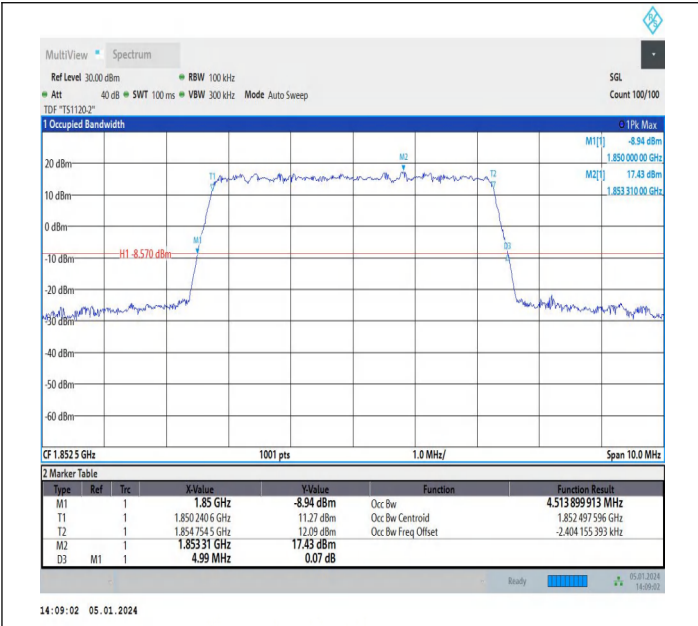 R S
MultiView Spectrum
Ref Level 30.00 dBm RBW 100 kHz SGL
Att 40 dB SWT 100 ms VBW 300 kHz Mode Auto Sweep Count 100/100
TDF "TS1120-2"
1 Occupied Bandwidth 1Pk Max
M1[1] -8.94 dBm
1.850 000 00 GHz
M2[1] 17.43 dBm
1.853 310 00 GHz
M2
20 dBm
T1 T2
10 dBm
0 dBm
M1 D3
H1 -8.570 dBm
-10 dBm
-20 dBm
-30 dBm
-40 dBm
-50 dBm
-60 dBm
CF 1.852 5 GHz 1001 pts 1.0 MHz/ Span 10.0 MHz
2 Marker Table
Type Ref Trc X-Value Y-Value Function Function Result
M1 1 1.85 GHz -8.94 dBm Occ Bw 4.513 899 913 MHz
T1 1 1.850 240 6 GHz 11.27 dBm Occ Bw Centroid 1.852 497 596 GHz
T2 1 1.854 754 5 GHz 12.09 dBm Occ Bw Freq Offset -2.404 155 393 kHz
M2 1 1.853 31 GHz 17.43 dBm
D3 M1 1 4.99 MHz 0.07 dB
Ready 05.01.2024
14:09:02
14:09:02 05.01.2024